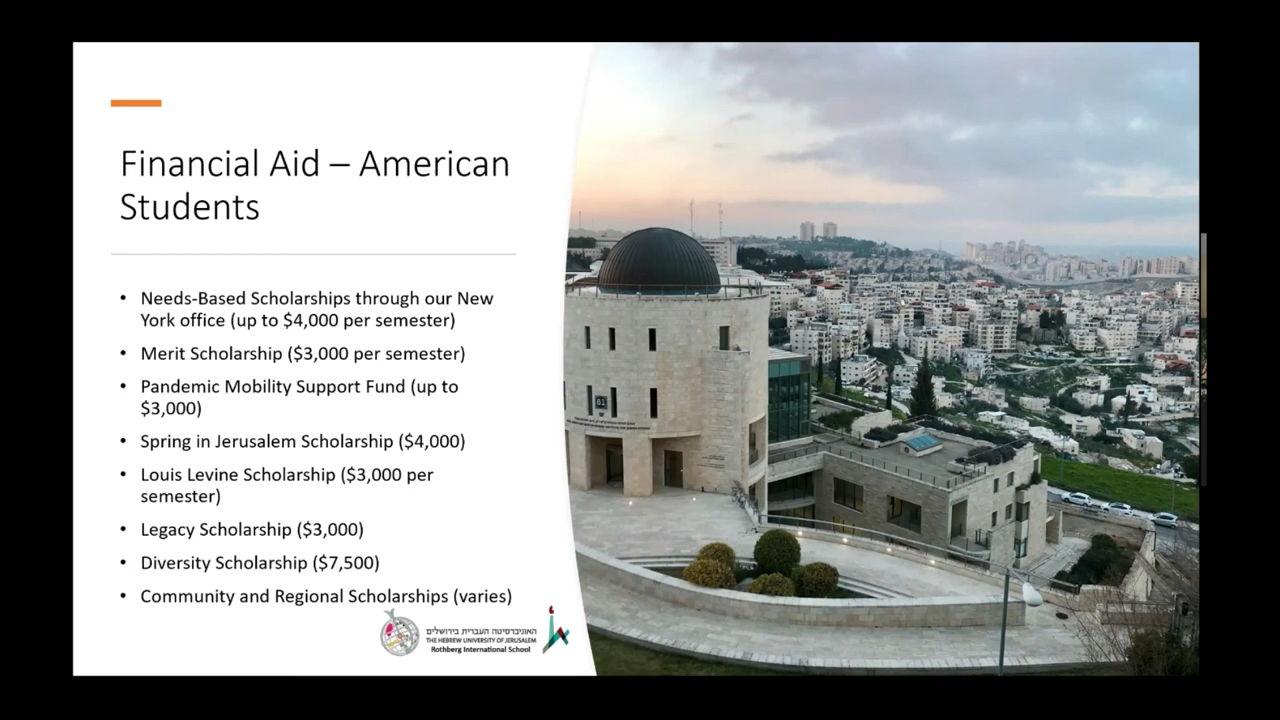 Financial Aid – American
Students
• Needs-Based Scholarships through our New
York office (up to $4,000 per semester)
• Merit Scholarship ($3,000 per semester)
• Pandemic Mobility Support Fund (up to
$3,000)
• Spring in Jerusalem Scholarship ($4,000)
• Louis Levine Scholarship ($3,000 per
semester)
• Legacy Scholarship ($3,000)
• Diversity Scholarship ($7,500)
• Community and Regional Scholarships (varies)
האוניברסיטה העברית בירושלים
THE HEBREW UNIVERSITY OF JERUSALEM
Rothberg International School